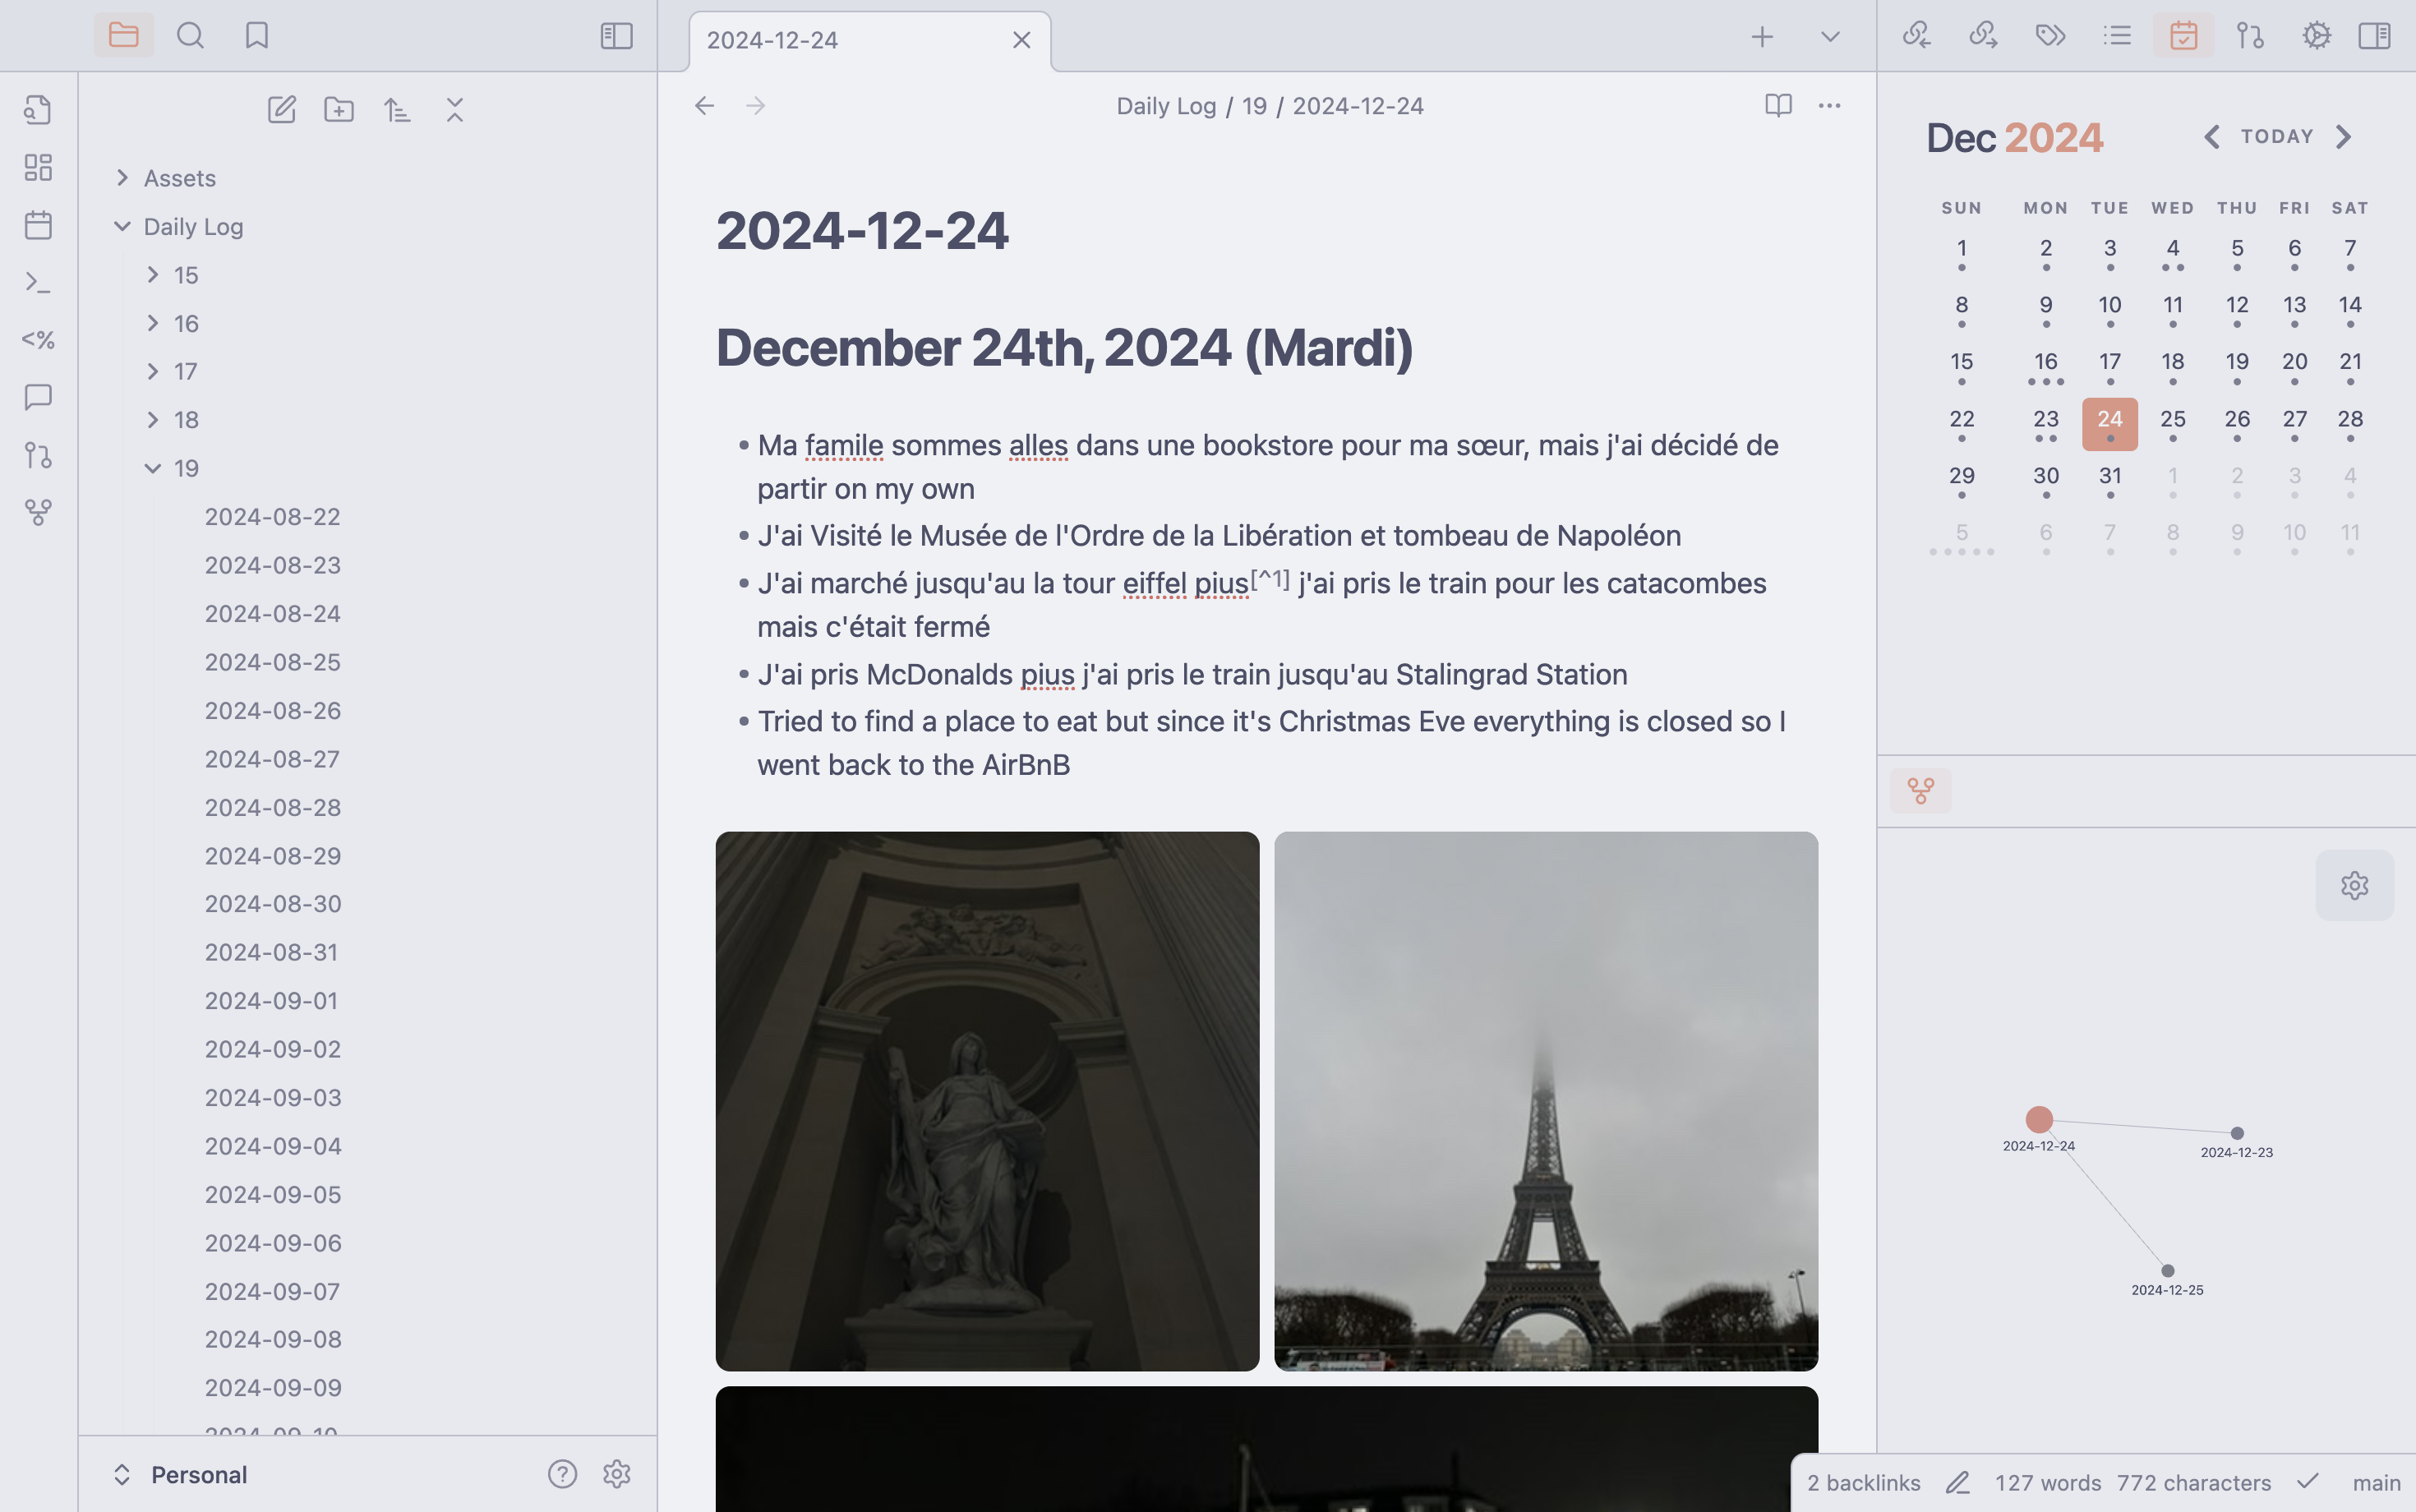 2024-12-24
Daily Log / 19 / 2024-12-24
Assets
Daily Log
15
16
17
18
19
2024-08-22
2024-08-23
2024-08-24
2024-08-25
2024-08-26
2024-08-27
2024-08-28
2024-08-29
2024-08-30
2024-08-31
2024-09-01
2024-09-02
2024-09-03
2024-09-04
2024-09-05
2024-09-06
2024-09-07
2024-09-08
2024-09-09
2024-09-10
Personal
<%
2024-12-24
December 24th, 2024 (Mardi)
Ma famile sommes alles dans une bookstore pour ma sœur, mais j'ai décidé de
partir on my own
J'ai Visité le Musée de l'Ordre de la Libération et tombeau de Napoléon
J'ai marché jusqu'au la tour eiffel pius[^1] j'ai pris le train pour les catacombes
mais c'était fermé
J'ai pris McDonalds pius j'ai pris le train jusqu'au Stalingrad Station
Tried to find a place to eat but since it's Christmas Eve everything is closed so I
went back to the AirBnB
Dec 2024
TODAY
SUN MON TUE WED THU FRI SAT
1 2 3 4 5 6 7
8 9 10 11 12 13 14
15 16 17 18 19 20 21
22 23 24 25 26 27 28
29 30 31 1 2 3 4
5 6 7 8 9 10 11
2024-12-24
2024-12-23
2024-12-25
2 backlinks 127 words 772 characters main